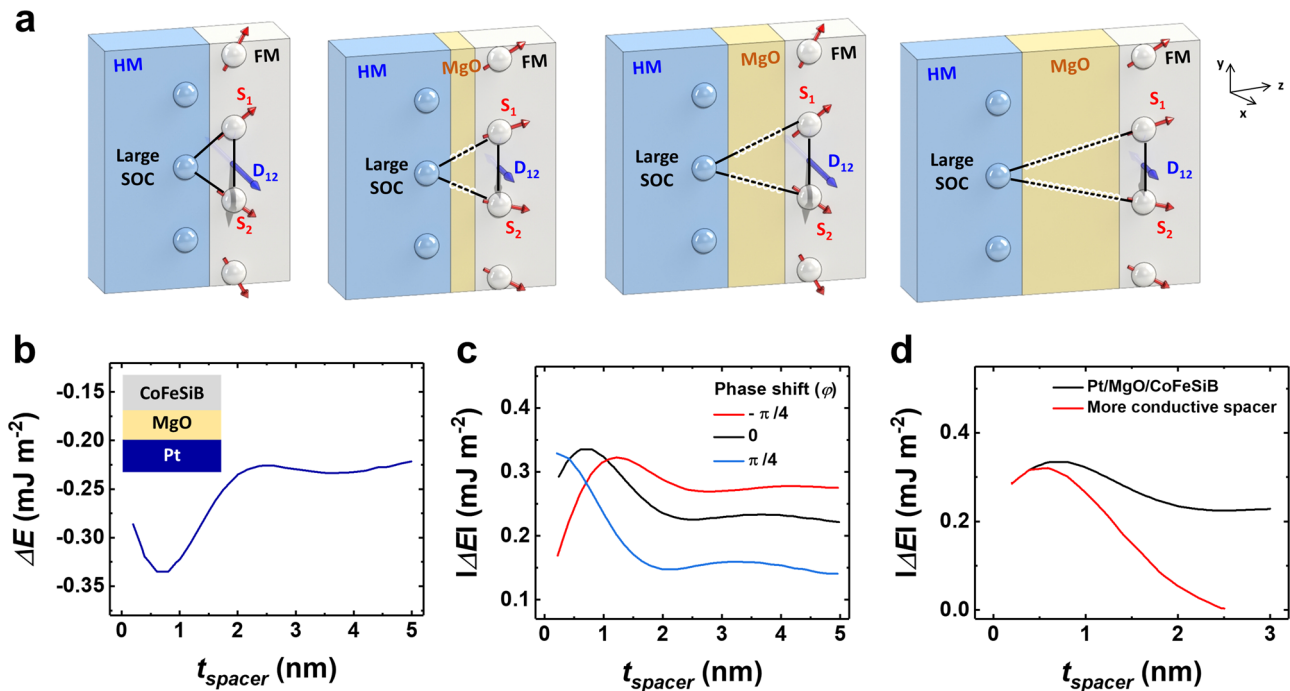 a
HM
FM
S1
Large
SOC
D12
S2
HM
MgO
FM
S1
Large
SOC
D12
S2
HM
MgO
FM
S1
Large
SOC
D12
S2
HM
MgO
FM
S1
Large
SOC
D12
S2
y
z
x
b
-0.15
-0.20
-0.25
-0.30
-0.35
ΔE (mJ m-2)
CoFeSiB
MgO
Pt
0 1 2 3 4 5
tspacer (nm)
c
0.4
0.3
0.2
0.1
IΔEI (mJ m-2)
Phase shift (φ)
- π /4
0
π /4
0 1 2 3 4 5
tspacer (nm)
d
0.4
0.2
0.0
IΔEI (mJ m-2)
Pt/MgO/CoFeSiB
More conductive spacer
0 1 2 3
tspacer (nm)